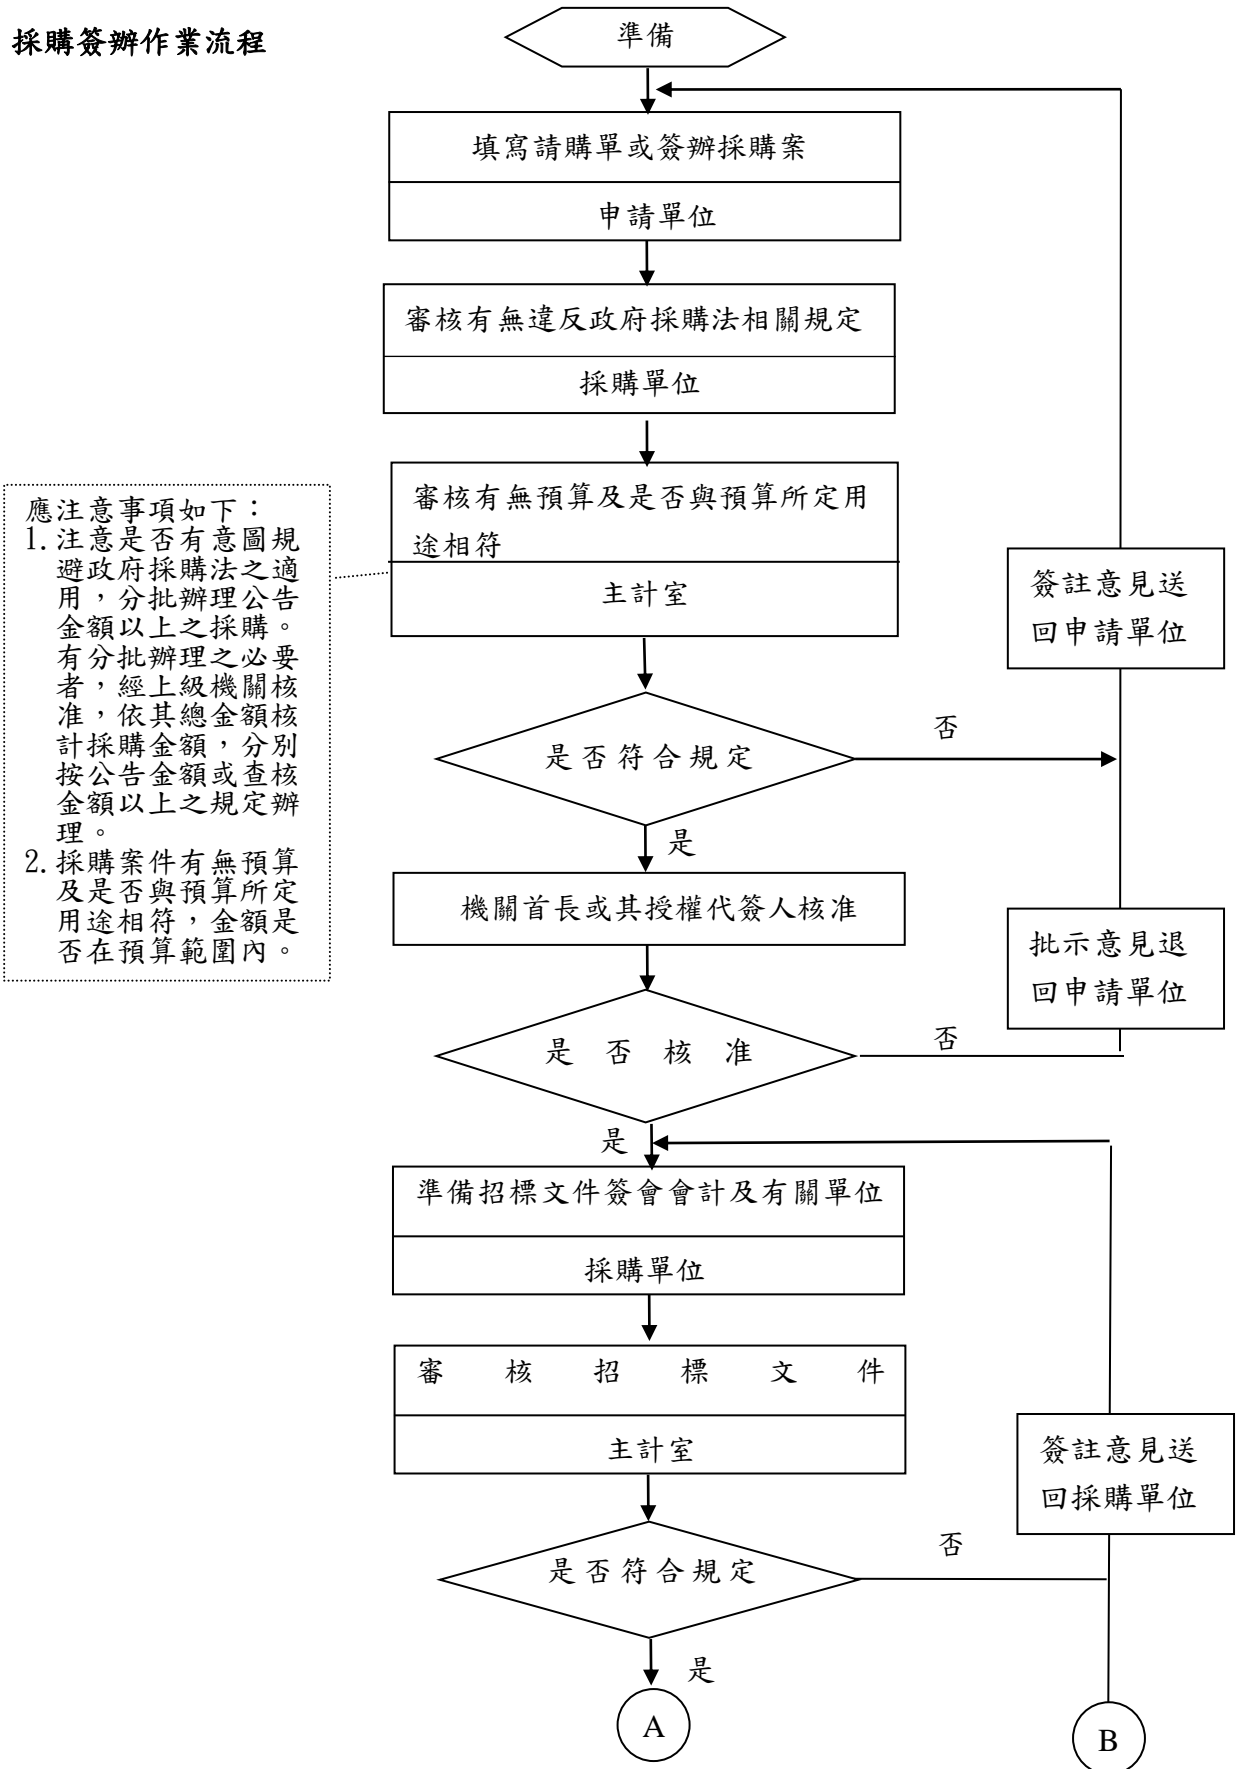 採購簽辦作業流程
準備
填寫請購單或簽辦採購案
申請單位
審核有無違反政府採購法相關規定
採購單位
審核有無預算及是否與預算所定用
途相符
主計室
應注意事項如下：
1.注意是否有意圖規
避政府採購法之適
用，分批辦理公告
金額以上之採購。
有分批辦理之必要
者，經上級機關核
准，依其總金額核
計採購金額，分別
按公告金額或查核
金額以上之規定辦
理。
2.採購案件有無預算
及是否與預算所定
用途相符，金額是
否在預算範圍內。
簽註意見送
回申請單位
是否符合規定
否
是
機關首長或其授權代簽人核准
批示意見退
回申請單位
是否核准
否
是
準備招標文件簽會會計及有關單位
採購單位
審核招標文件
主計室
簽註意見送
回採購單位
是否符合規定
否
是
A
B